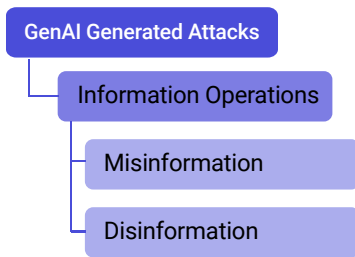 GenAI Generated Attacks
Information Operations
Misinformation
Disinformation